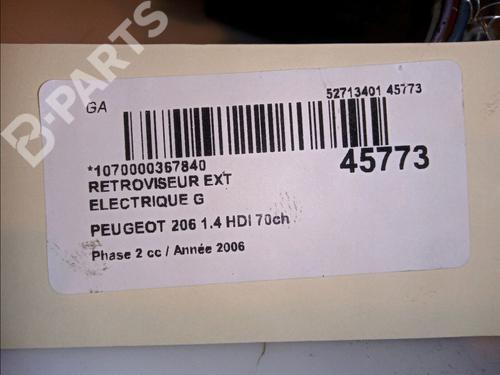 B-PARTS
GA
52713401 45773
*1070000367840
45773
RETROVISEUR EXT
ELECTRIQUE G
PEUGEOT 206 1.4 HDI 70ch
Phase 2 cc / Année 2006